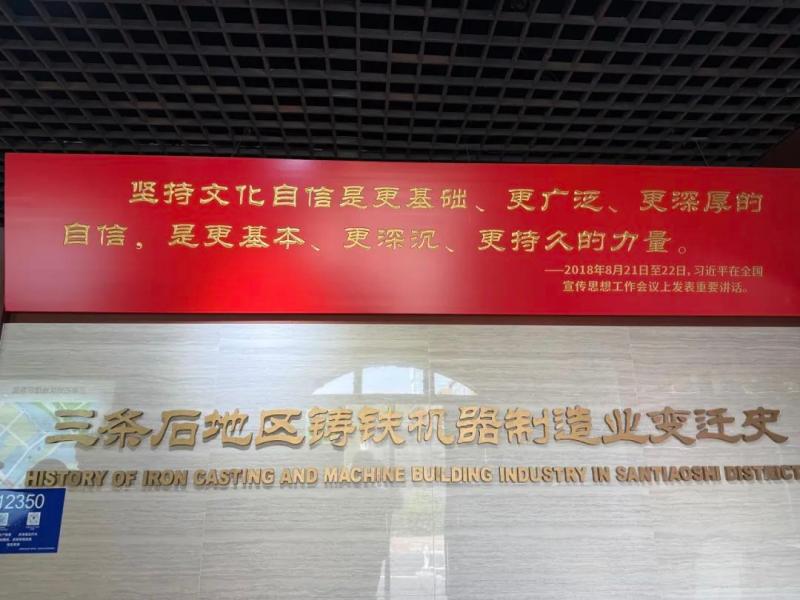 坚持文化自信是更基础、更广泛、更深厚的
自信，是更基本、更深沉、更持久的力量。
——2018年8月21日至22日，习近平在全国
宣传思想工作会议上发表重要讲话。
三条石地区铸铁机器制造业变迁史
HISTORY OF IRON CASTING AND MACHINE BUILDING INDUSTRY IN SANTIAOSHI DISTRICT
12350